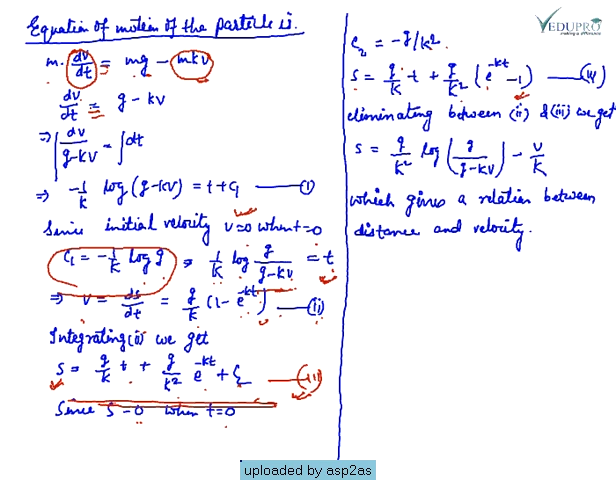 Equation of motion of the particle is.
m. dv/dt = mg - mkv
dv/dt = g - kv
⇒ ∫ dv/(g-kv) = ∫dt
⇒ -1/k log (g-kv) = t + c₁ —— (i)
Since initial velocity v=0 when t=0
C₁ = -1/k log g ⇒ 1/k log g/(g-kv) = t
⇒ v = ds/dt = g/k (1 - e^-kt) —— (ii)
Integrating (ii) we get
s = g/k t + g/k² e^-kt + c₂ —— (iii)
Since s = 0 when t=0
VEDUPRO
making a difference
c₂ = -g/k².
s = g/k t + g/k² (e^-kt - 1) —— (iv)
eliminating between (ii) & (iii) we get
s = g/k² log (g/(g-kv)) - v/k
which gives a relation between
distance and velocity.
uploaded by asp2as